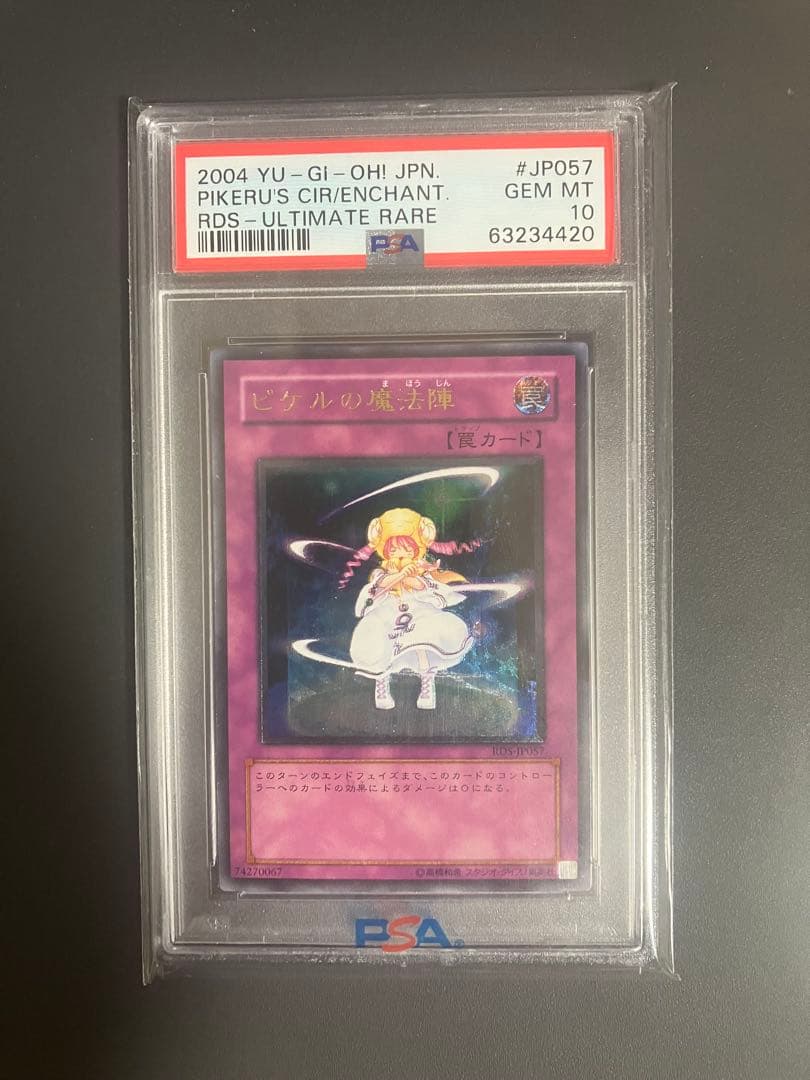 2004 YU-GI-OH! JPN. #JP057
PIKERU'S CIR/ENCHANT. GEM MT
RDS-ULTIMATE RARE 10
63234420
PSA
ま ほう じん
ピケルの魔法陣
罠
トラップ
【罠カード】
RDS-JP057
このターンのエンドフェイズまで、このカードのコントロー
ラーへのカードの効果によるダメージは0になる。
74270067
©高橋和希 スタジオ・ダイス/集英社
PSA®